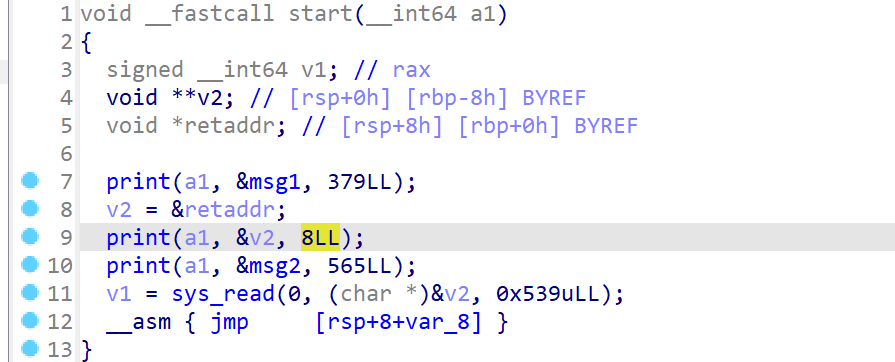 1 void __fastcall start(__int64 a1)
2 {
3   signed __int64 v1; // rax
4   void **v2; // [rsp+0h] [rbp-8h] BYREF
5   void *retaddr; // [rsp+8h] [rbp+0h] BYREF
6
7   print(a1, &msg1, 379LL);
8   v2 = &retaddr;
9   print(a1, &v2, 8LL);
10   print(a1, &msg2, 565LL);
11   v1 = sys_read(0, (char *)&v2, 0x539uLL);
12   __asm { jmp     [rsp+8+var_8] }
13 }